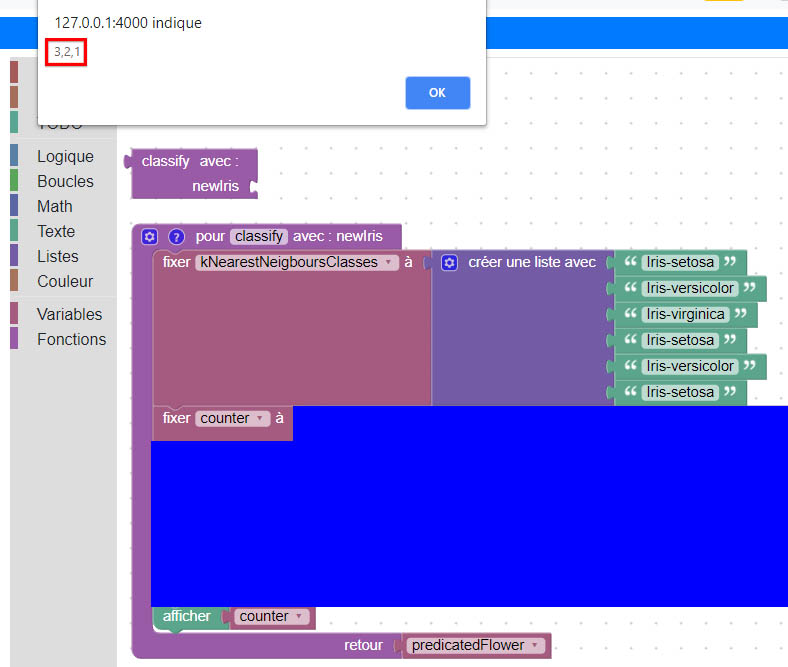 127.0.0.1:4000 indique
3,2,1
OK
TODO
Logique
Boucles
Math
Texte
Listes
Couleur
Variables
Fonctions
classify avec :
newIris
? pour classify avec : newIris
fixer kNearestNeigboursClasses à créer une liste avec “ Iris-setosa ”
“ Iris-versicolor ”
“ Iris-virginica ”
“ Iris-setosa ”
“ Iris-versicolor ”
“ Iris-setosa ”
fixer counter à
afficher counter
retour predicatedFlower